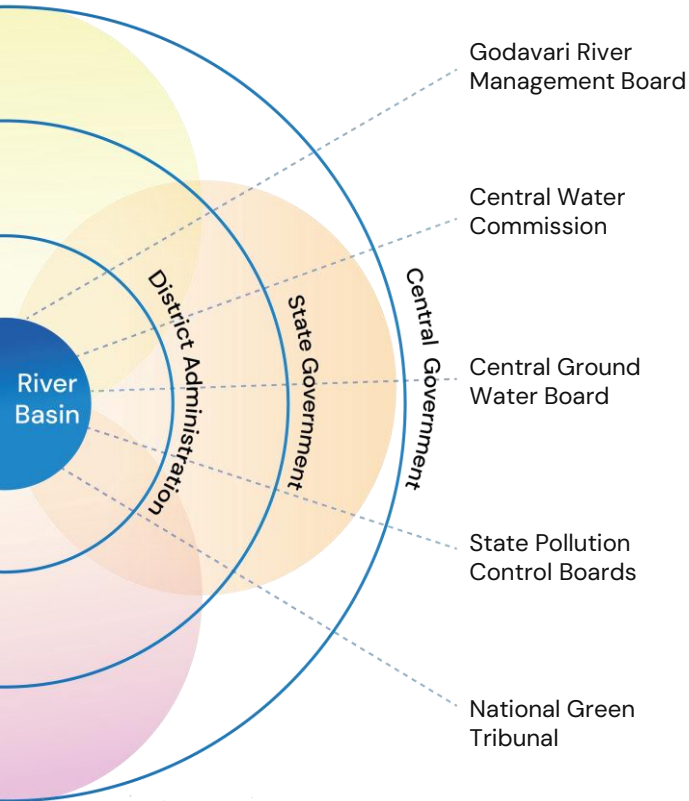 Godavari River
Management Board
Central Water
Commission
Central Ground
Water Board
State Pollution
Control Boards
National Green
Tribunal
River
Basin
District Administration
State Government
Central Government